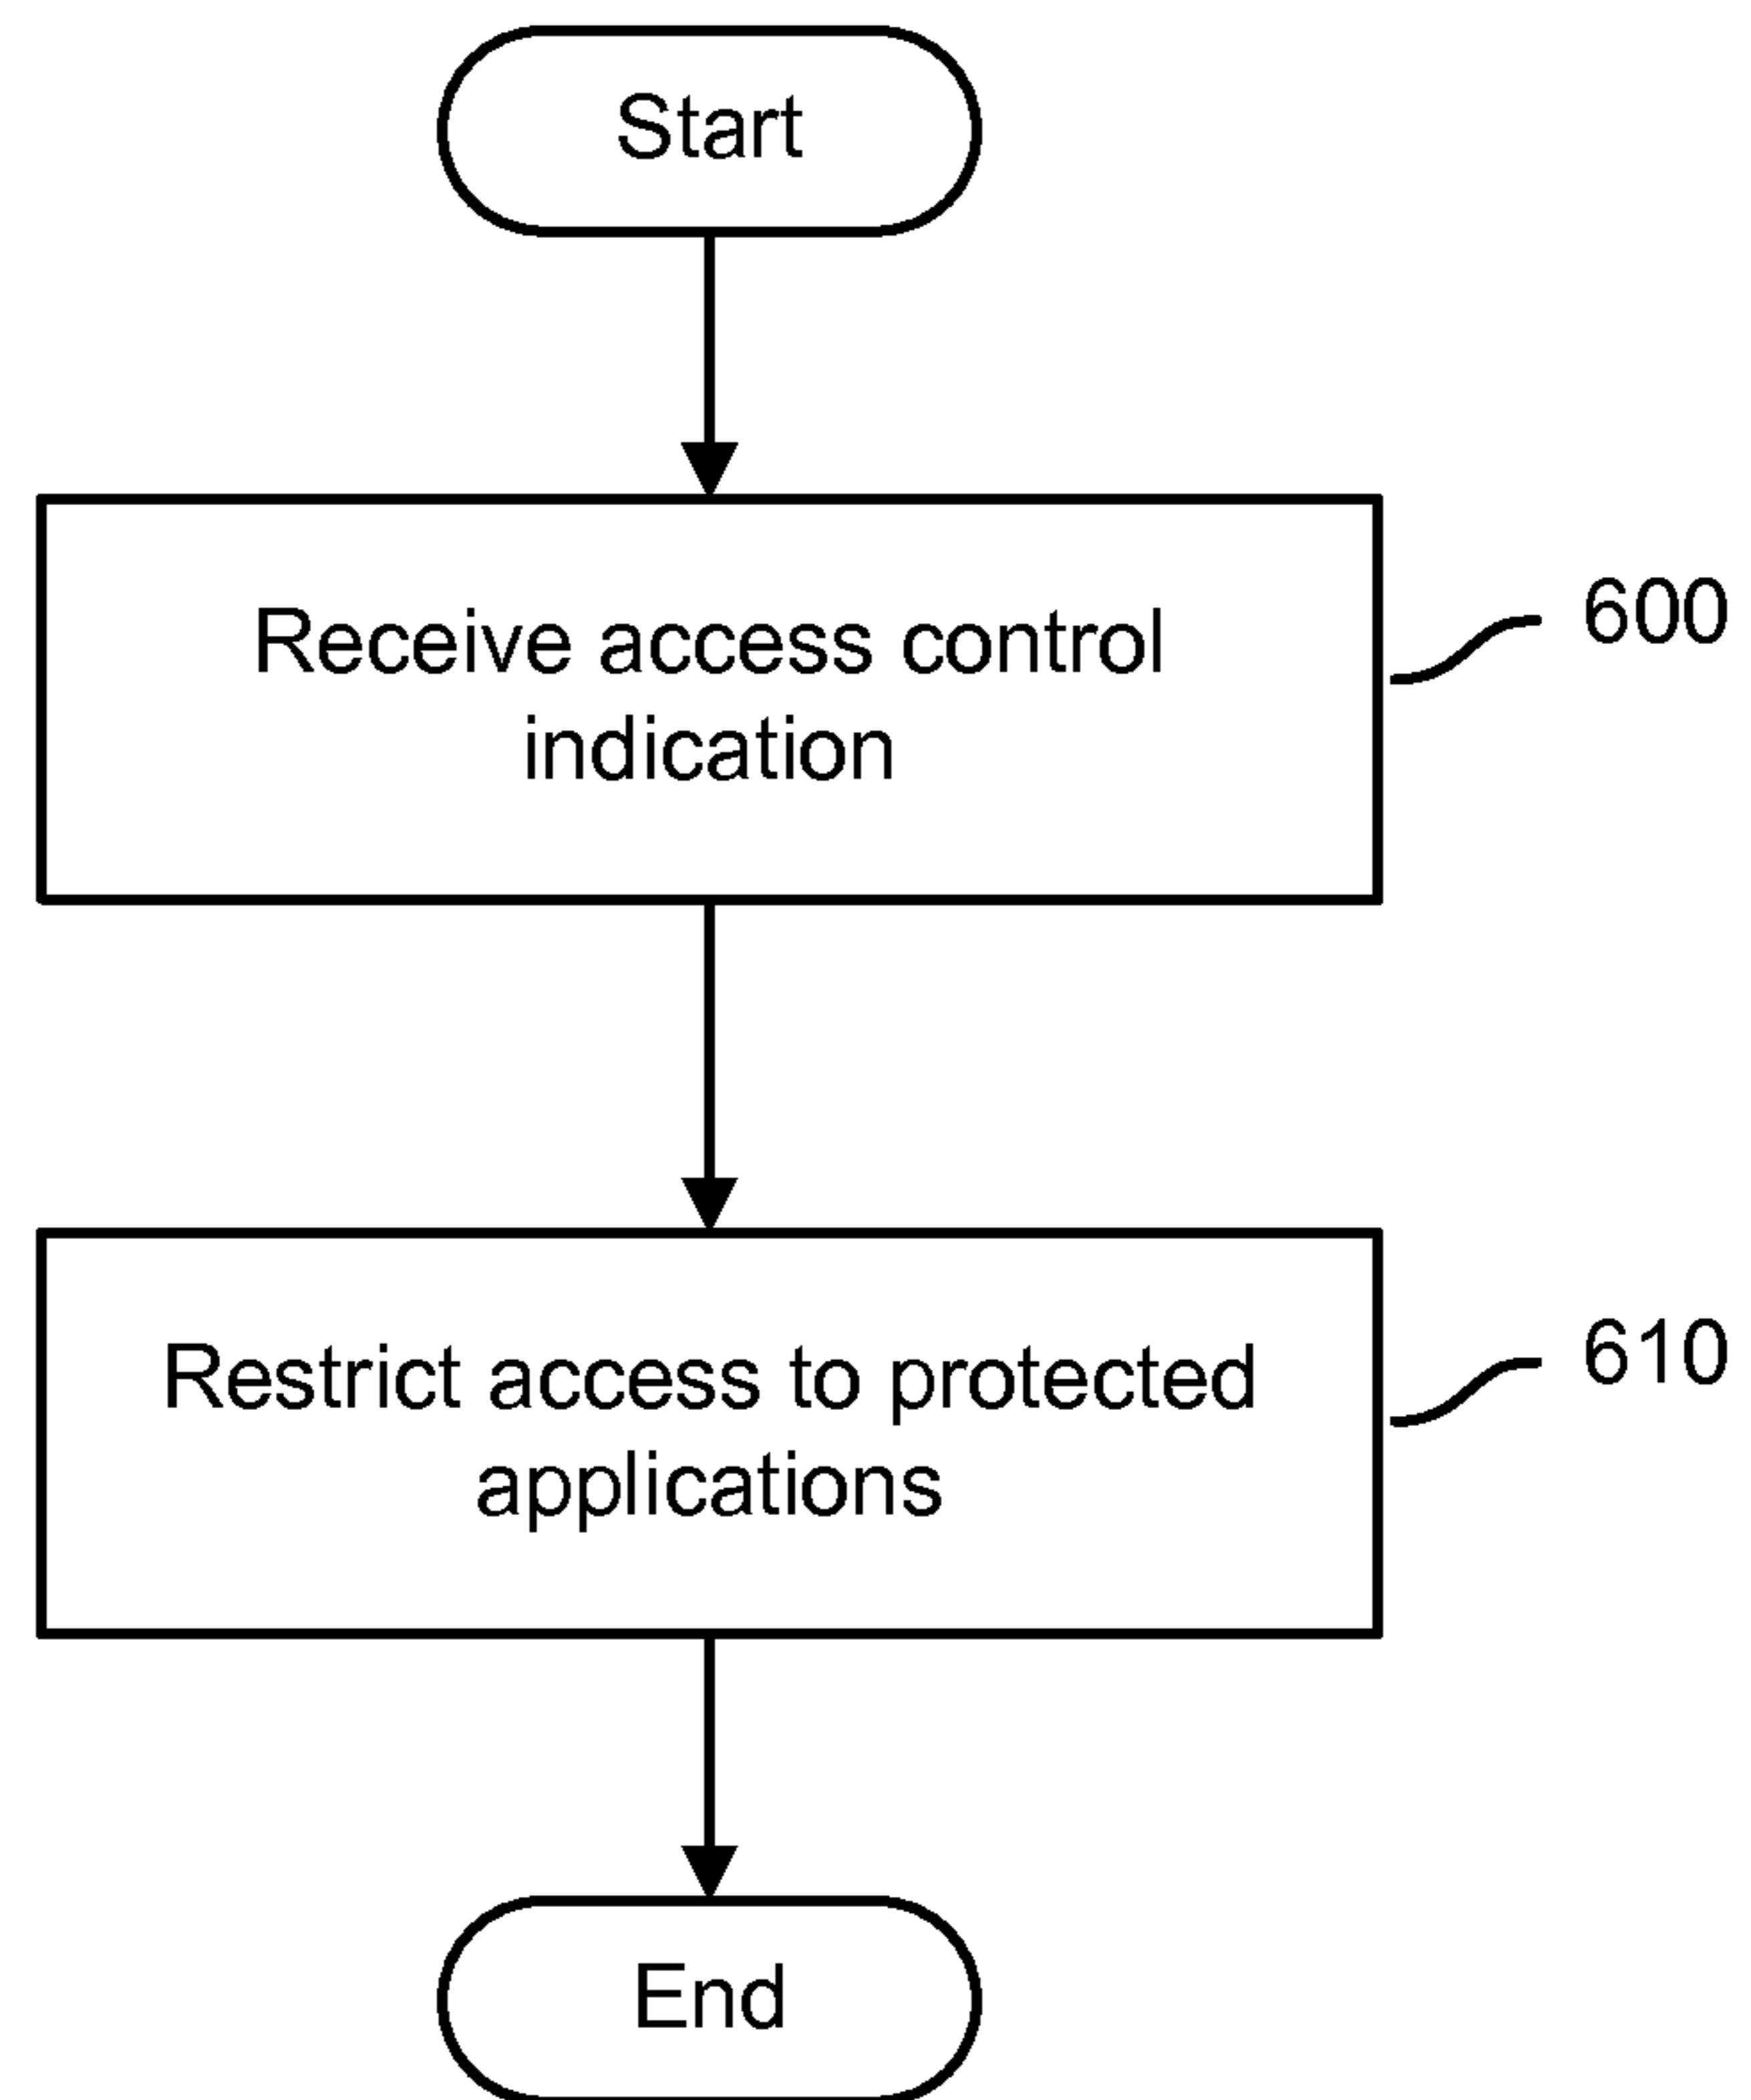 Start
Receive access control
indication
600
Restrict access to protected
applications
610
End